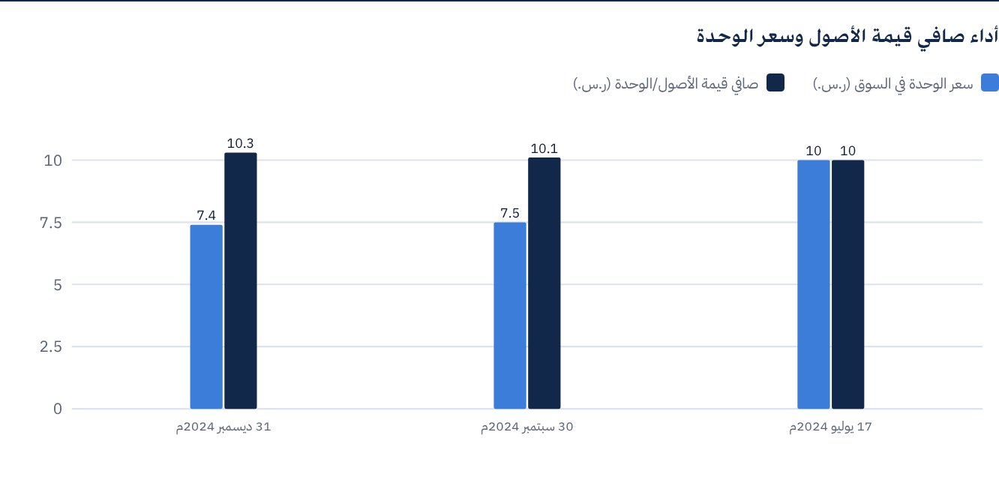 أداء صافي قيمة الأصول وسعر الوحدة
سعر الوحدة في السوق (ر.س.) صافي قيمة الأصول/الوحدة (ر.س.)
10 10 10.1 7.5 10.3 7.4
10
7.5
5
2.5
0
17 يوليو 2024م 30 سبتمبر 2024م 31 ديسمبر 2024م